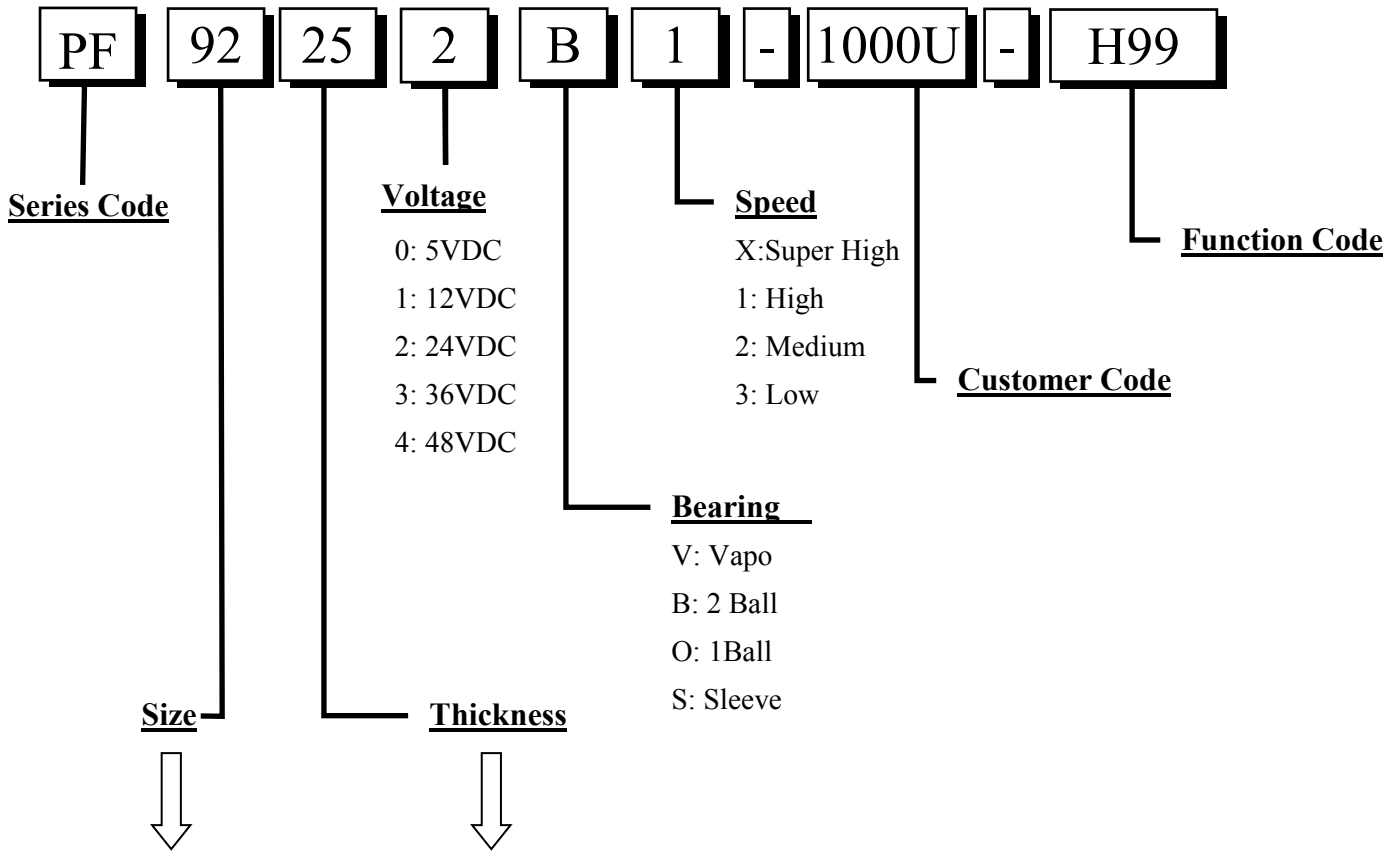 PF 92 25 2 B 1 - 1000U - H99
Series Code
Voltage
0: 5VDC
1: 12VDC
2: 24VDC
3: 36VDC
4: 48VDC
Speed
X:Super High
1: High
2: Medium
3: Low
Function Code
Customer Code
Bearing
V: Vapo
B: 2 Ball
O: 1Ball
S: Sleeve
Size
Thickness